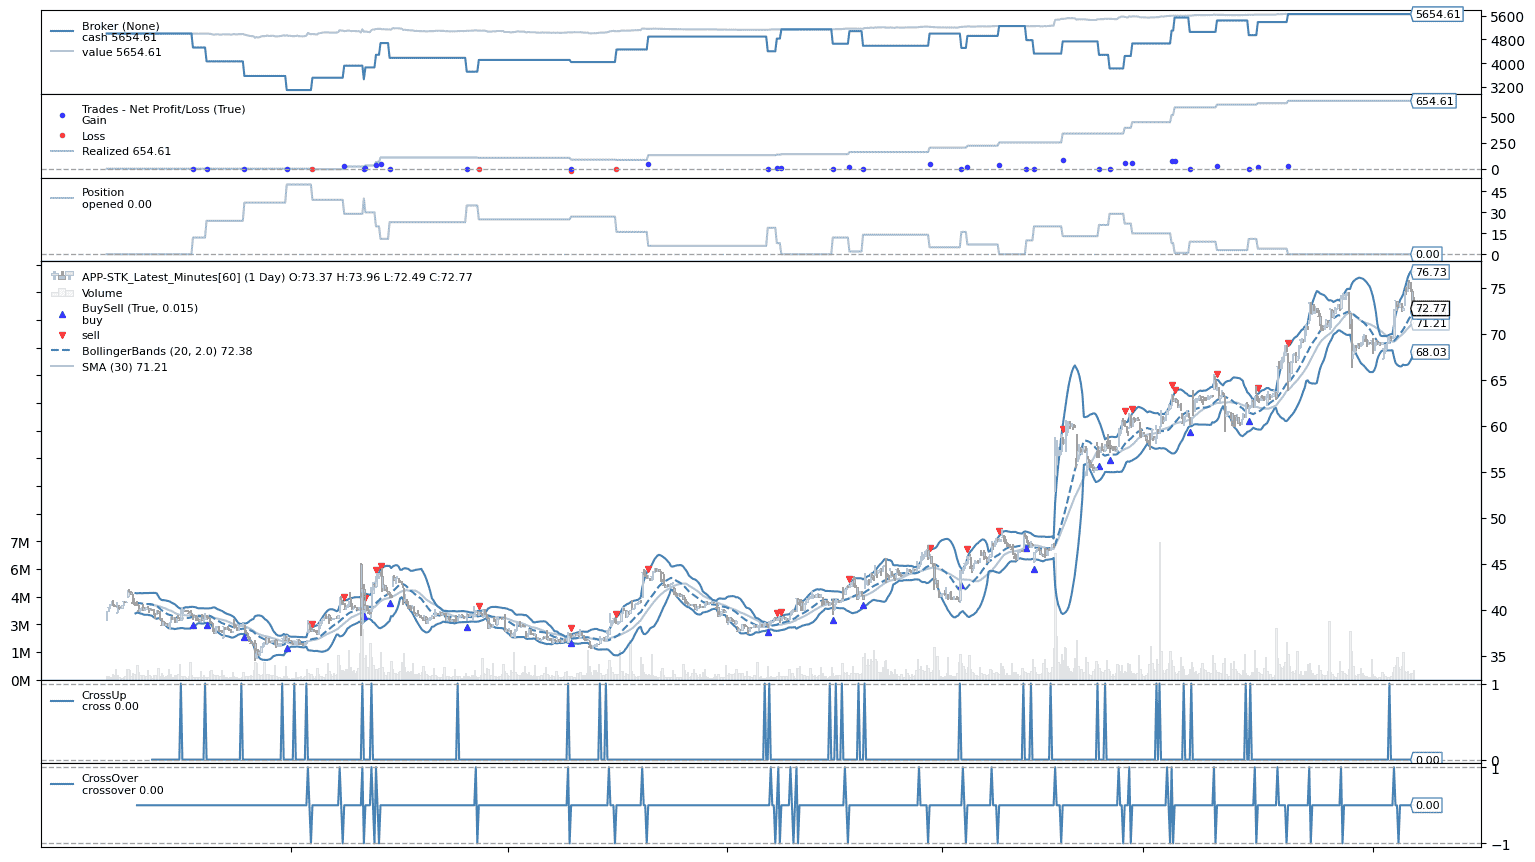 Broker (None)
cash 5654.61
value 5654.61
5654.61
5600
4800
4000
3200
Trades - Net Profit/Loss (True)
Gain
Loss
Realized 654.61
654.61
500
250
0
Position
opened 0.00
45
30
15
0
0.00
APP-STK_Latest_Minutes[60] (1 Day) O:73.37 H:73.96 L:72.49 C:72.77
Volume
BuySell (True, 0.015)
buy
sell
BollingerBands (20, 2.0) 72.38
SMA (30) 71.21
76.73
72.77
71.21
68.03
75
70
65
60
55
50
45
40
35
7M
6M
4M
3M
1M
0M
CrossUp
cross 0.00
1
0
0.00
CrossOver
crossover 0.00
1
0.00
−1